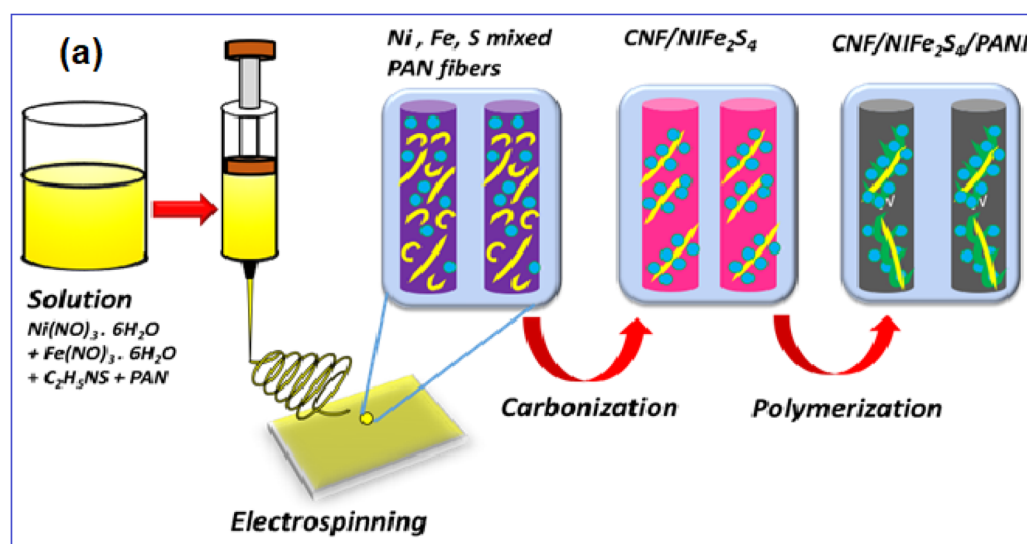 (a)
Ni , Fe, S mixed
PAN fibers
CNF/NiFe₂S₄
CNF/NiFe₂S₄/PANI
Solution
Ni(NO)₃. 6H₂O
+ Fe(NO)₃. 6H₂O
+ C₂H₅NS + PAN
√
√
Carbonization
Polymerization
Electrospinning